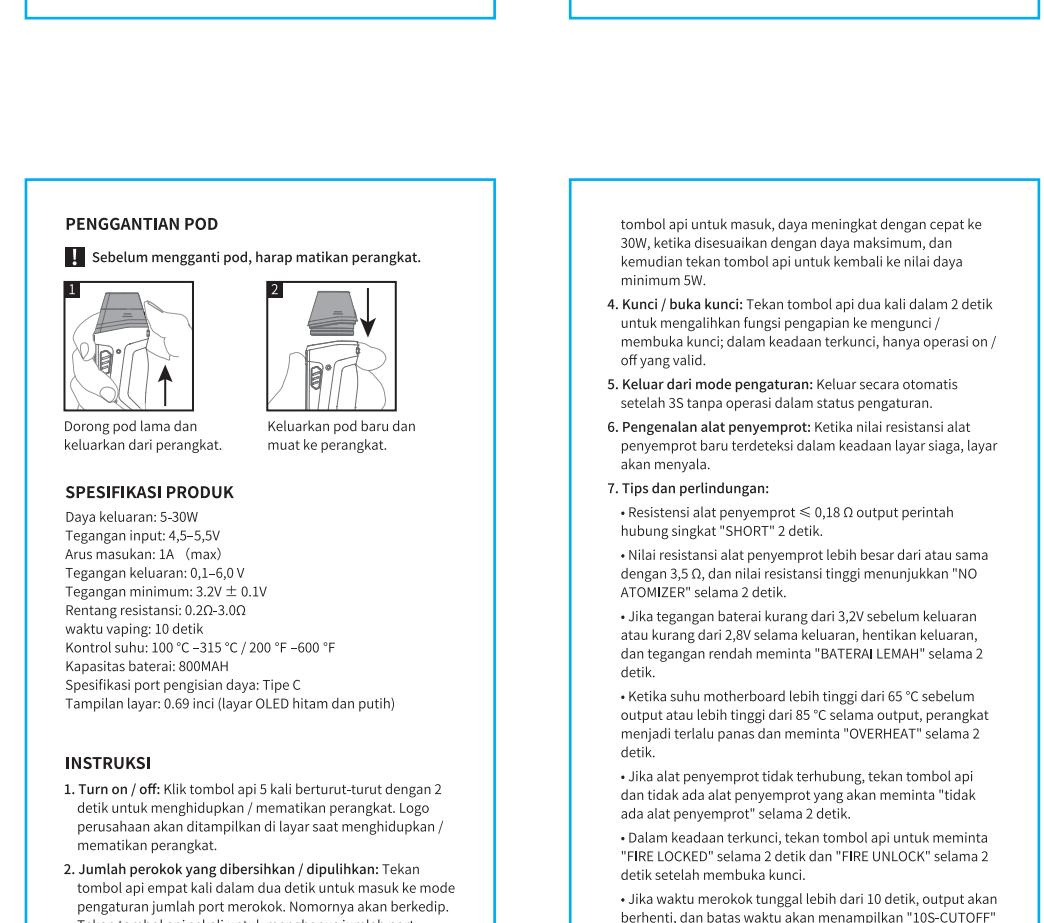 PENGGANTIAN POD
! Sebelum mengganti pod, harap matikan perangkat.
1
2
Dorong pod lama dan
keluarkan dari perangkat.
Keluarkan pod baru dan
muat ke perangkat.
SPESIFIKASI PRODUK
Daya keluaran: 5-30W
Tegangan input: 4,5–5,5V
Arus masukan: 1A （max）
Tegangan keluaran: 0,1–6,0 V
Tegangan minimum: 3.2V ± 0.1V
Rentang resistansi: 0.2Ω-3.0Ω
waktu vaping: 10 detik
Kontrol suhu: 100 °C –315 °C / 200 °F –600 °F
Kapasitas baterai: 800MAH
Spesifikasi port pengisian daya: Tipe C
Tampilan layar: 0.69 inci (layar OLED hitam dan putih)
INSTRUKSI
1. Turn on / off: Klik tombol api 5 kali berturut-turut dengan 2
detik untuk menghidupkan / mematikan perangkat. Logo
perusahaan akan ditampilkan di layar saat menghidupkan /
mematikan perangkat.
2. Jumlah perokok yang dibersihkan / dipulihkan: Tekan
tombol api empat kali dalam dua detik untuk masuk ke mode
pengaturan jumlah port merokok. Nomornya akan berkedip.
Tekan tombol api sekali untuk menghapus jumlah port
tombol api untuk masuk, daya meningkat dengan cepat ke
30W, ketika disesuaikan dengan daya maksimum, dan
kemudian tekan tombol api untuk kembali ke nilai daya
minimum 5W.
4. Kunci / buka kunci: Tekan tombol api dua kali dalam 2 detik
untuk mengalihkan fungsi pengapian ke mengunci /
membuka kunci; dalam keadaan terkunci, hanya operasi on /
off yang valid.
5. Keluar dari mode pengaturan: Keluar secara otomatis
setelah 3S tanpa operasi dalam status pengaturan.
6. Pengenalan alat penyemprot: Ketika nilai resistansi alat
penyemprot baru terdeteksi dalam keadaan layar siaga, layar
akan menyala.
7. Tips dan perlindungan:
• Resistensi alat penyemprot ⩽ 0,18 Ω output perintah
hubung singkat "SHORT" 2 detik.
• Nilai resistansi alat penyemprot lebih besar dari atau sama
dengan 3,5 Ω, dan nilai resistansi tinggi menunjukkan "NO
ATOMIZER" selama 2 detik.
• Jika tegangan baterai kurang dari 3,2V sebelum keluaran
atau kurang dari 2,8V selama keluaran, hentikan keluaran,
dan tegangan rendah meminta "BATERAI LEMAH" selama 2
detik.
• Ketika suhu motherboard lebih tinggi dari 65 °C sebelum
output atau lebih tinggi dari 85 °C selama output, perangkat
menjadi terlalu panas dan meminta "OVERHEAT" selama 2
detik.
• Jika alat penyemprot tidak terhubung, tekan tombol api
dan tidak ada alat penyemprot yang akan meminta "tidak
ada alat penyemprot" selama 2 detik.
• Dalam keadaan terkunci, tekan tombol api untuk meminta
"FIRE LOCKED" selama 2 detik dan "FIRE UNLOCK" selama 2
detik setelah membuka kunci.
• Jika waktu merokok tunggal lebih dari 10 detik, output akan
berhenti, dan batas waktu akan menampilkan "10S-CUTOFF"